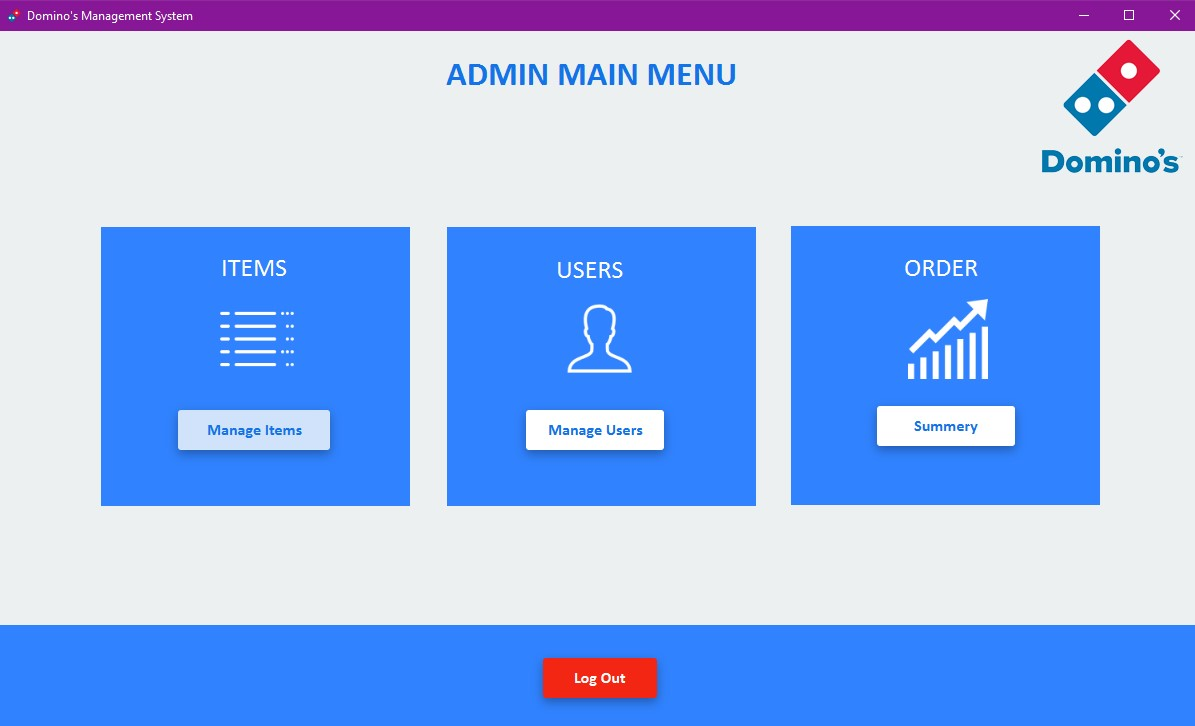 Domino's Management System
ADMIN MAIN MENU
Domino's
ITEMS
USERS
ORDER
Manage Items
Manage Users
Summery
Log Out